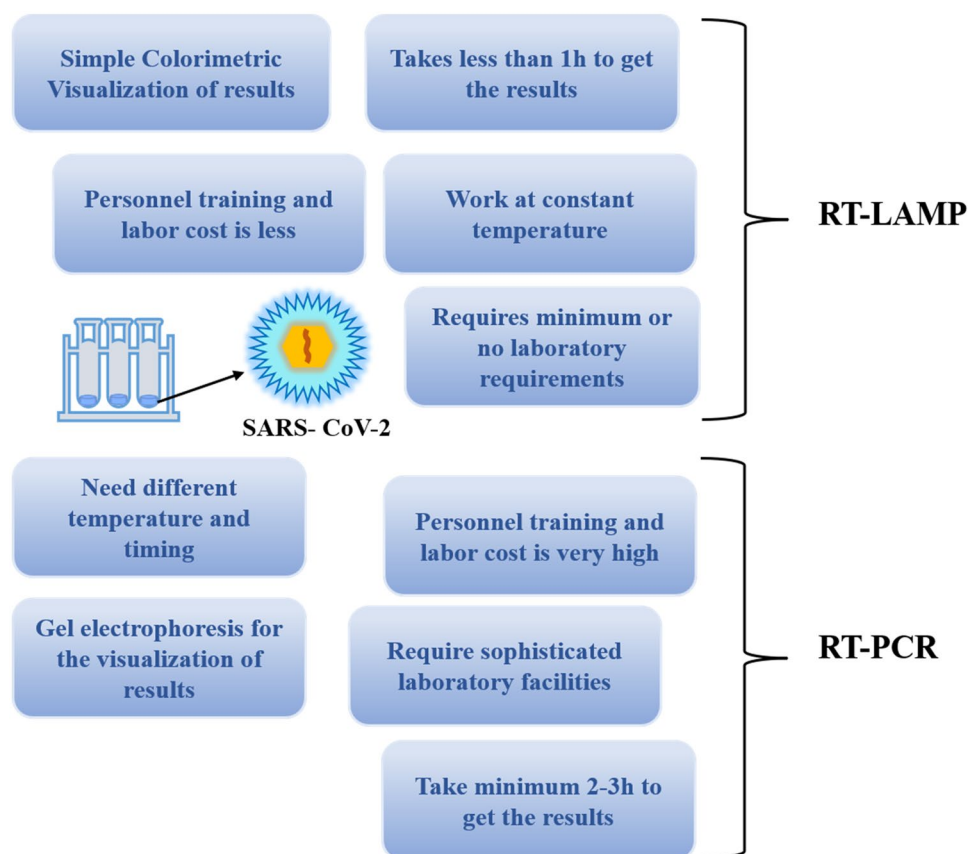 Simple Colorimetric
Visualization of results
Takes less than 1h to get
the results
Personnel training and
labor cost is less
Work at constant
temperature
RT-LAMP
Requires minimum or
no laboratory
requirements
SARS- CoV-2
Need different
temperature and
timing
Personnel training and
labor cost is very high
Gel electrophoresis for
the visualization of
results
Require sophisticated
laboratory facilities
RT-PCR
Take minimum 2-3h to
get the results